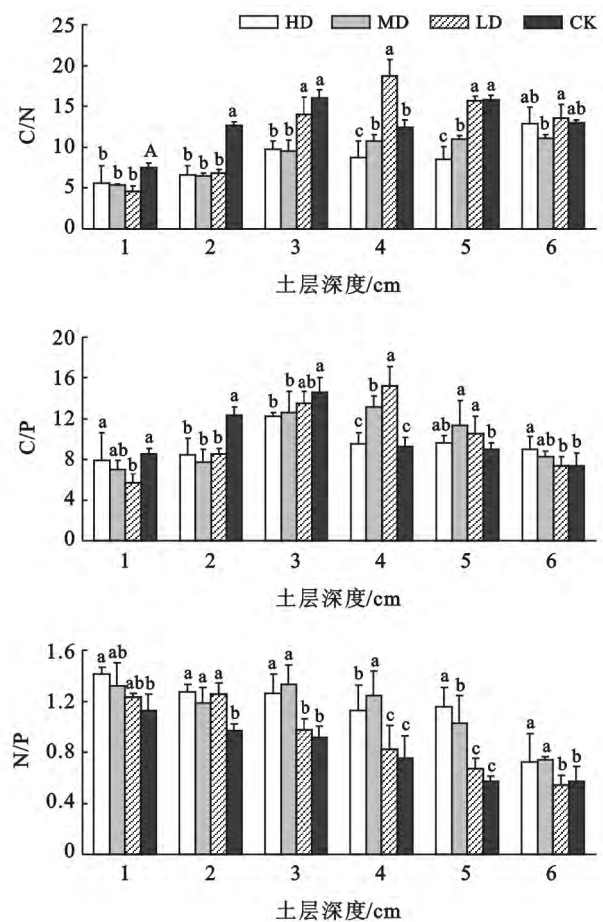 HD MD LD CK
25
20
15
10
5
0
C/N
b b b A
b b b a
b b a a
c b a b
c b a a
ab b a ab
1 2 3 4 5 6
土层深度/cm
20
16
12
8
4
0
C/P
a ab b a
b b b a
b b ab a
c b a c
ab a a b
a ab b b
1 2 3 4 5 6
土层深度/cm
1.6
1.2
0.8
0.4
0
N/P
a ab ab b
a a a b
a a b b
b a c c
a b c c
a a b b
1 2 3 4 5 6
土层深度/cm